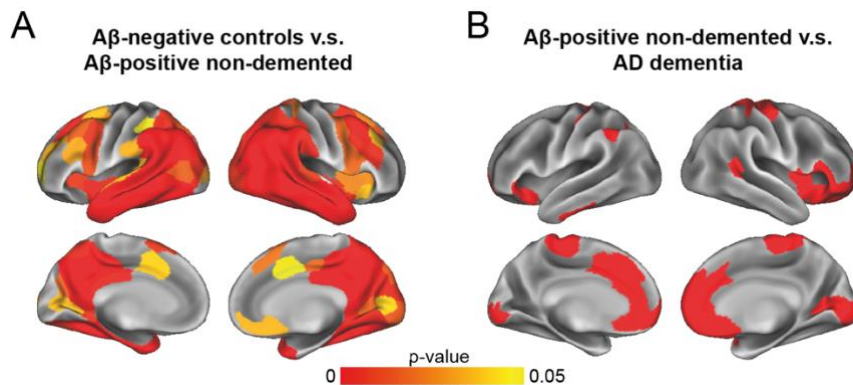 A
Aβ-negative controls v.s.
Aβ-positive non-demented
B
Aβ-positive non-demented v.s.
AD dementia
p-value
0
0.05